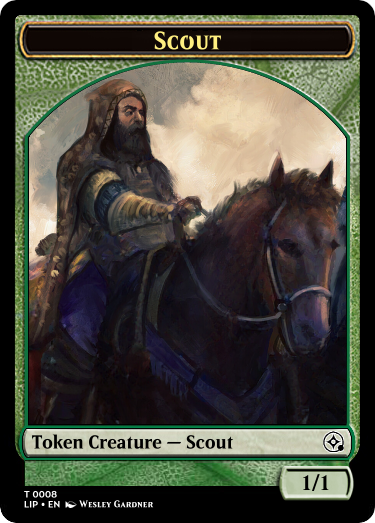 Scout
Token Creature — Scout
1/1
T 0008
LIP • EN Wesley Gardner